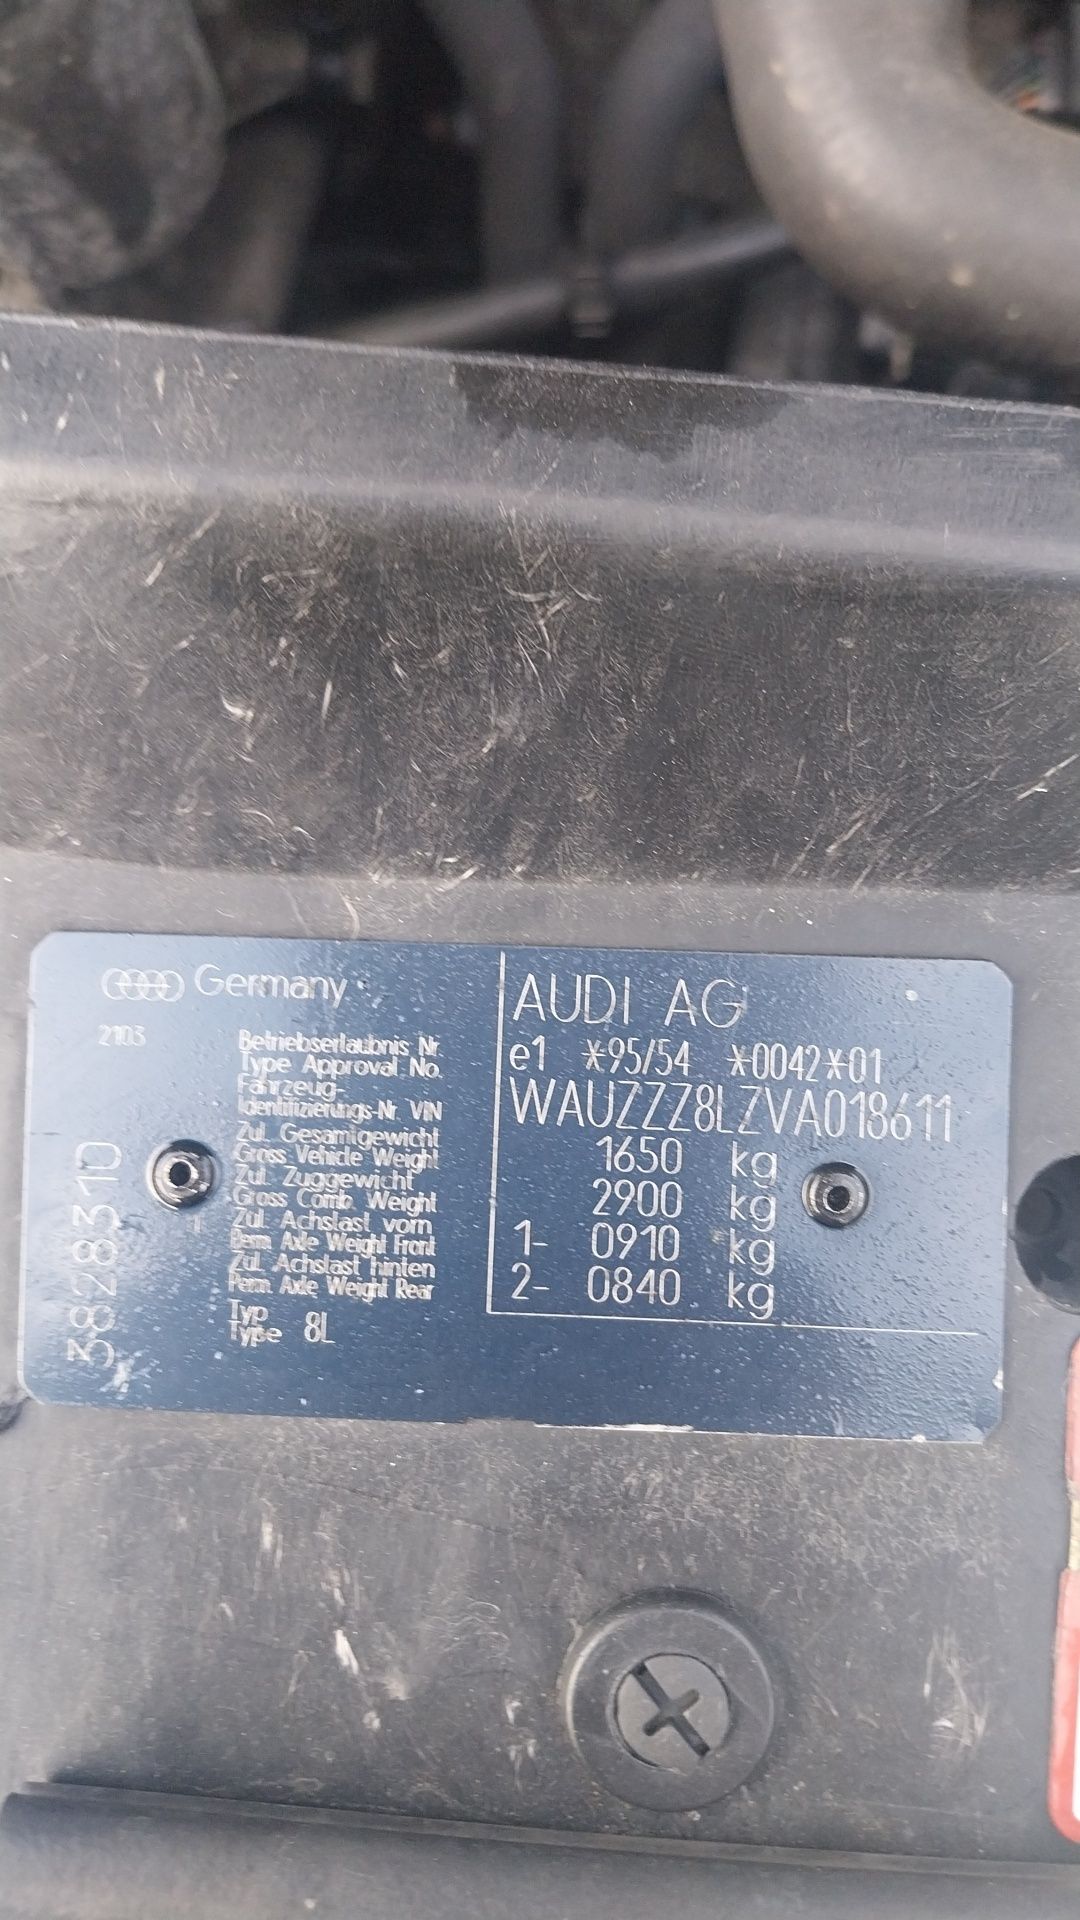 Germany
2103
Betriebserlaubnis Nr
Type Approval No.
Fahrzeug-
Identifizierungs-Nr. VIN
Zul. Gesamtgewicht
Gross Vehicle Weight
Zul. Zuggewicht
Gross Comb. Weight
Zul. Achslast vorn
Perm. Axle Weight Front
Zul. Achslast hinten
Perm. Axle Weight Rear
Typ
Type 8L
3828310
AUDI AG
e1 *95/54 *0042*01
WAUZZZ8LZVA018611
1650 kg
2900 kg
1- 0910 kg
2- 0840 kg